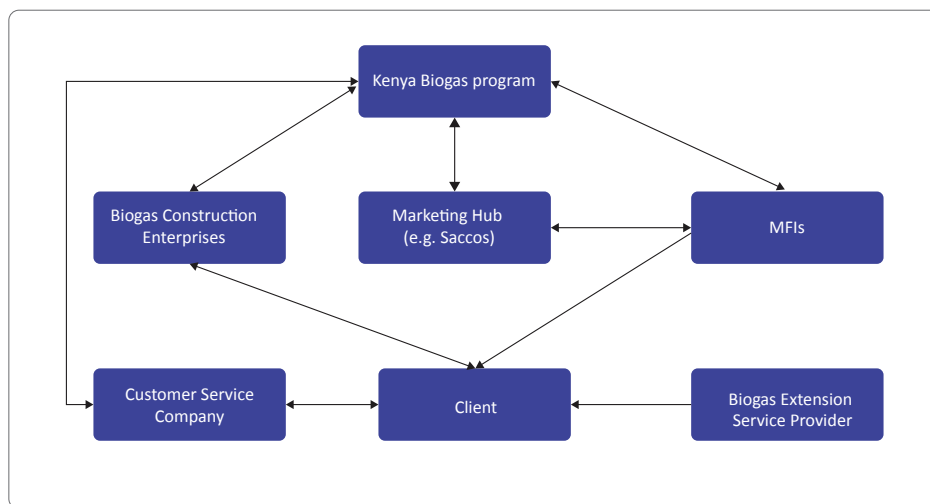 Kenya Biogas program
Biogas Construction
Enterprises
Marketing Hub
(e.g. Saccos)
MFIs
Customer Service
Company
Client
Biogas Extension
Service Provider